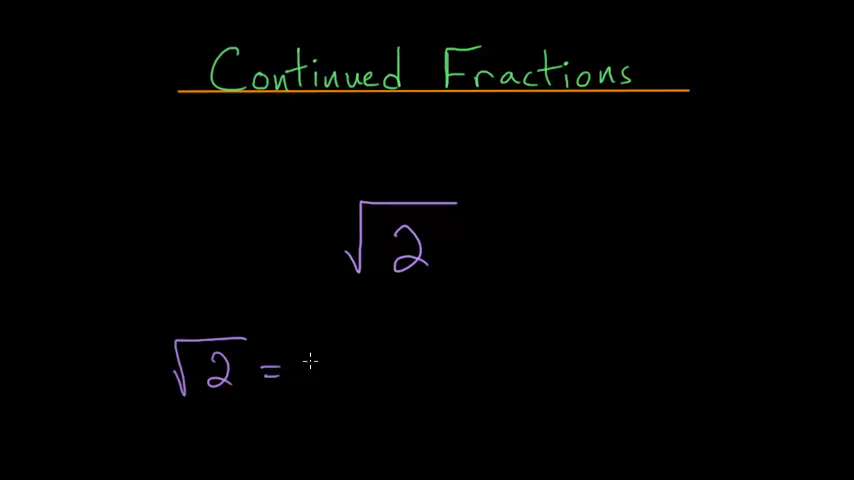 Continued Fractions
√2
√2 =